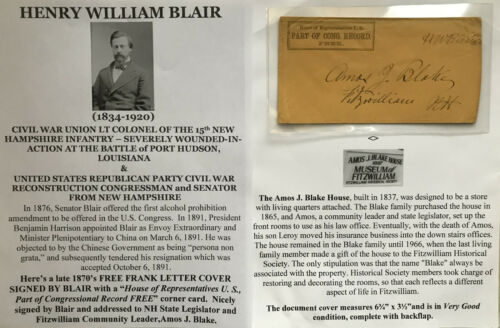 HENRY WILLIAM BLAIR
(1834-1920)
CIVIL WAR UNION LT COLONEL OF THE 15th NEW
HAMPSHIRE INFANTRY – SEVERELY WOUNDED-IN-
ACTION AT THE BATTLE of PORT HUDSON,
LOUISIANA
&
UNITED STATES REPUBLICAN PARTY CIVIL WAR
RECONSTRUCTION CONGRESSMAN and SENATOR
FROM NEW HAMPSHIRE
In 1876, Senator Blair offered the first alcohol prohibition
amendment to be offered in the U.S. Congress. In 1891, President
Benjamin Harrison appointed Blair as Envoy Extraordinary and
Minister Plenipotentiary to China on March 6, 1891. He was
objected to by the Chinese Government as being "persona non
grata," and subsequently tendered his resignation which was
accepted October 6, 1891.
Here's a late 1870's FREE FRANK LETTER COVER
SIGNED BY BLAIR with a "House of Representatives U. S.,
Part of Congressional Record FREE" corner card. Nicely
signed by Blair and addressed to NH State Legislator and
Fitzwilliam Community Leader, Amos J. Blake.
House of Representatives U.S.
PART OF CONG. RECORD.
FREE.
H W Blair
Amos J. Blake
Fitzwilliam NH
AMOS J. BLAKE HOUSE
1837
MUSEUM OF
FITZWILLIAM
FITZWILLIAM HISTORICAL SOCIETY
The Amos J. Blake House, built in 1837, was designed to be a store
with living quarters attached. The Blake family purchased the house in
1865, and Amos, a community leader and state legislator, set up the
front rooms to use as his law office. Eventually, with the death of Amos,
his son Leroy moved his insurance business into the down stairs offices.
The house remained in the Blake family until 1966, when the last living
family member made a gift of the house to the Fitzwilliam Historical
Society. The only stipulation was that the name "Blake" always be
associated with the property. Historical Society members took charge of
restoring and decorating the rooms, so that each reflects a different
aspect of life in Fitzwilliam.
The document cover measures 6¼" x 3½" and is in Very Good
condition, complete with backflap.